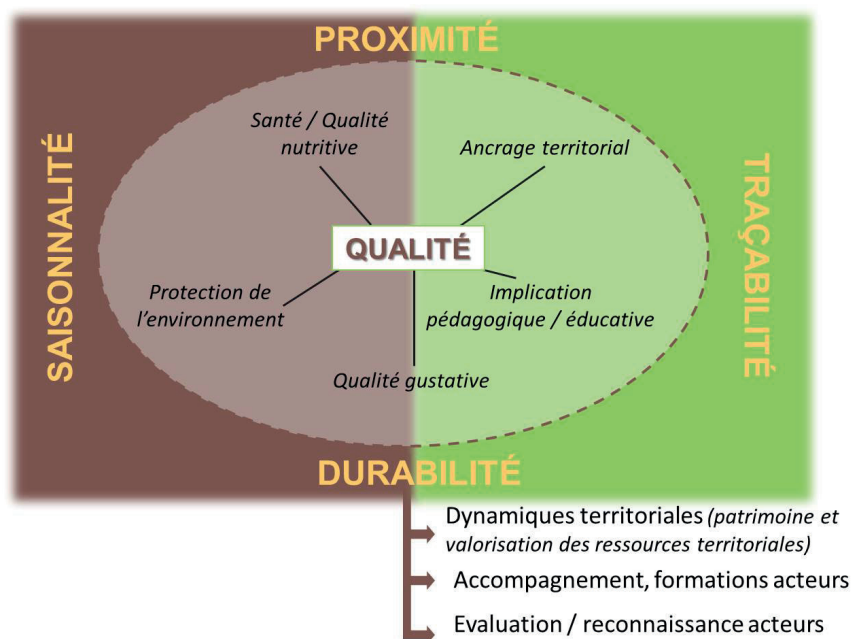 PROXIMITÉ
SAISONNALITÉ
TRAÇABILITÉ
Santé / Qualité
nutritive
Ancrage territorial
QUALITÉ
Protection de
l'environnement
Implication
pédagogique / éducative
Qualité gustative
DURABILITÉ
Dynamiques territoriales (patrimoine et
valorisation des ressources territoriales)
Accompagnement, formations acteurs
Evaluation / reconnaissance acteurs